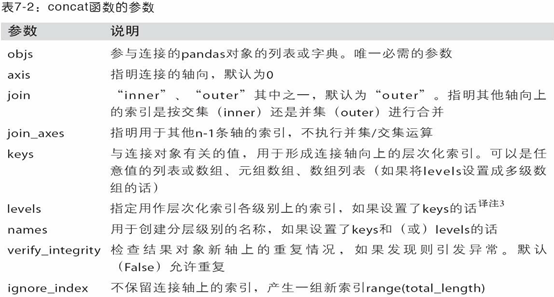 表7-2：concat函数的参数
参数 说明
objs 参与连接的pandas对象的列表或字典。唯一必需的参数
axis 指明连接的轴向，默认为0
join “inner”、“outer”其中之一，默认为“outer”。指明其他轴向上
的索引是按交集（inner）还是并集（outer）进行合并
join_axes 指明用于其他n-1条轴的索引，不执行并集/交集运算
keys 与连接对象有关的值，用于形成连接轴向上的层次化索引。可以是任
意值的列表或数组、元组数组、数组列表（如果将levels设置成多级数
组的话）
levels 指定用作层次化索引各级别上的索引，如果设置了keys的话译注3
names 用于创建分层级别的名称，如果设置了keys和（或）levels的话
verify_integrity 检查结果对象新轴上的重复情况，如果发现则引发异常。默认
（False）允许重复
ignore_index 不保留连接轴上的索引，产生一组新索引range(total_length)